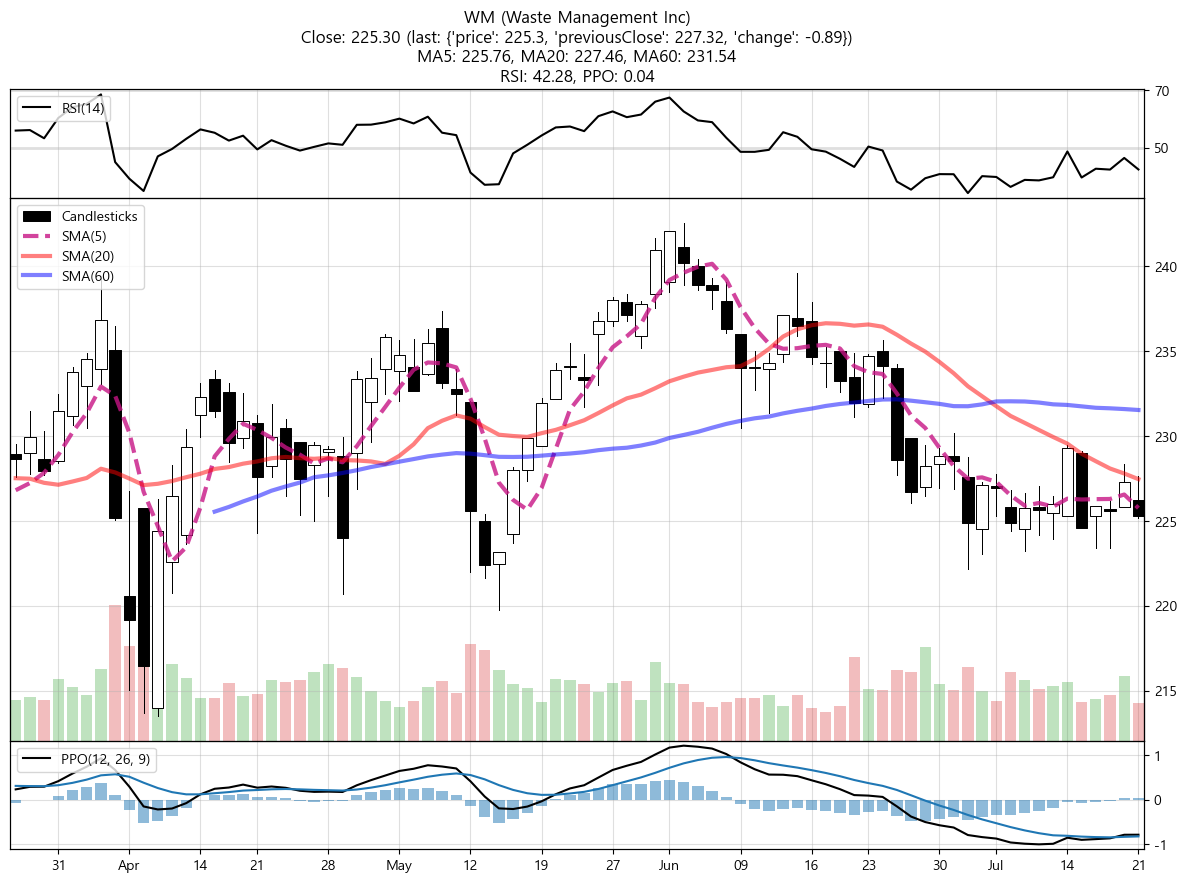 WM (Waste Management Inc)
Close: 225.30 (last: {'price': 225.3, 'previousClose': 227.32, 'change': -0.89})
MA5: 225.76, MA20: 227.46, MA60: 231.54
RSI: 42.28, PPO: 0.04
RSI(14)
70
50
Candlesticks
SMA(5)
SMA(20)
SMA(60)
240
235
230
225
220
215
PPO(12, 26, 9)
1
0
-1
31 Apr 14 21 28 May 12 19 27 Jun 09 16 23 30 Jul 14 21